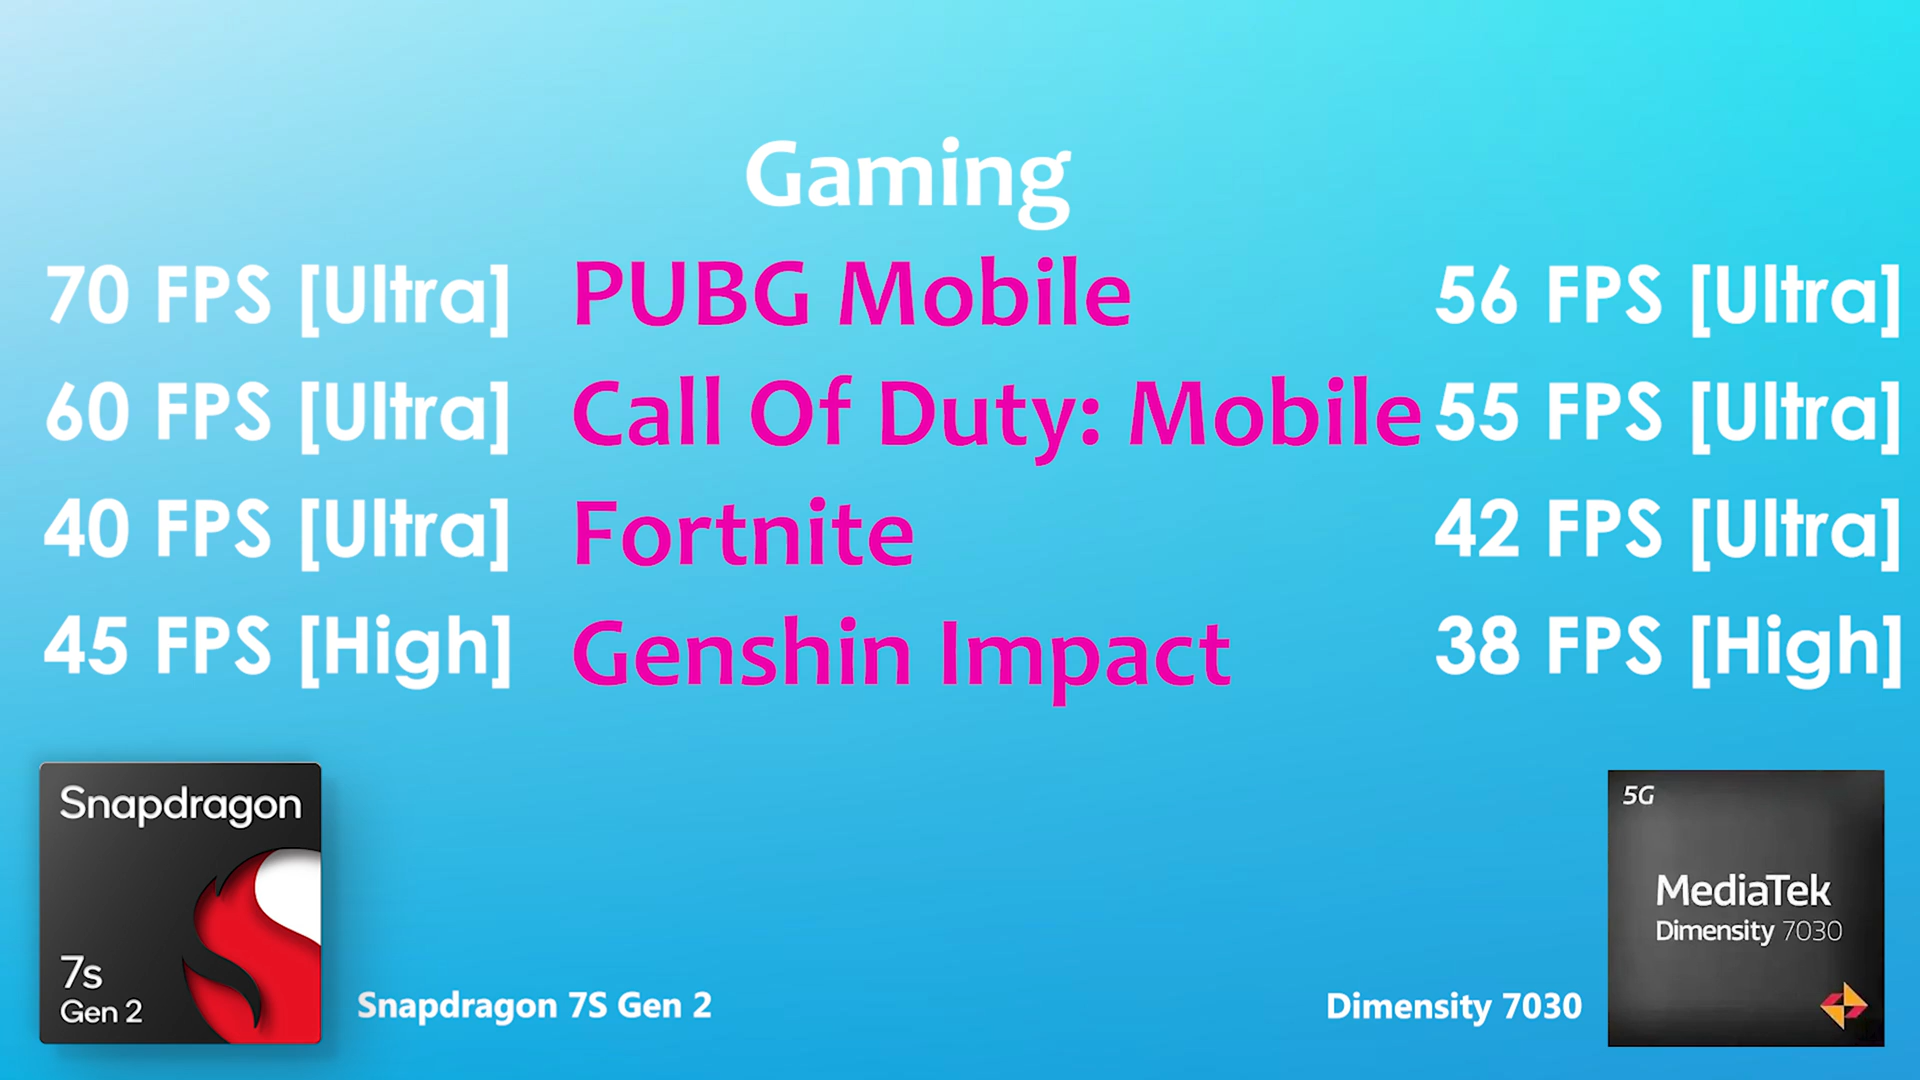 Gaming
70 FPS [Ultra] PUBG Mobile 56 FPS [Ultra]
60 FPS [Ultra] Call Of Duty: Mobile 55 FPS [Ultra]
40 FPS [Ultra] Fortnite 42 FPS [Ultra]
45 FPS [High] Genshin Impact 38 FPS [High]
Snapdragon
7s
Gen 2
Snapdragon 7S Gen 2
Dimensity 7030
5G
MediaTek
Dimensity 7030